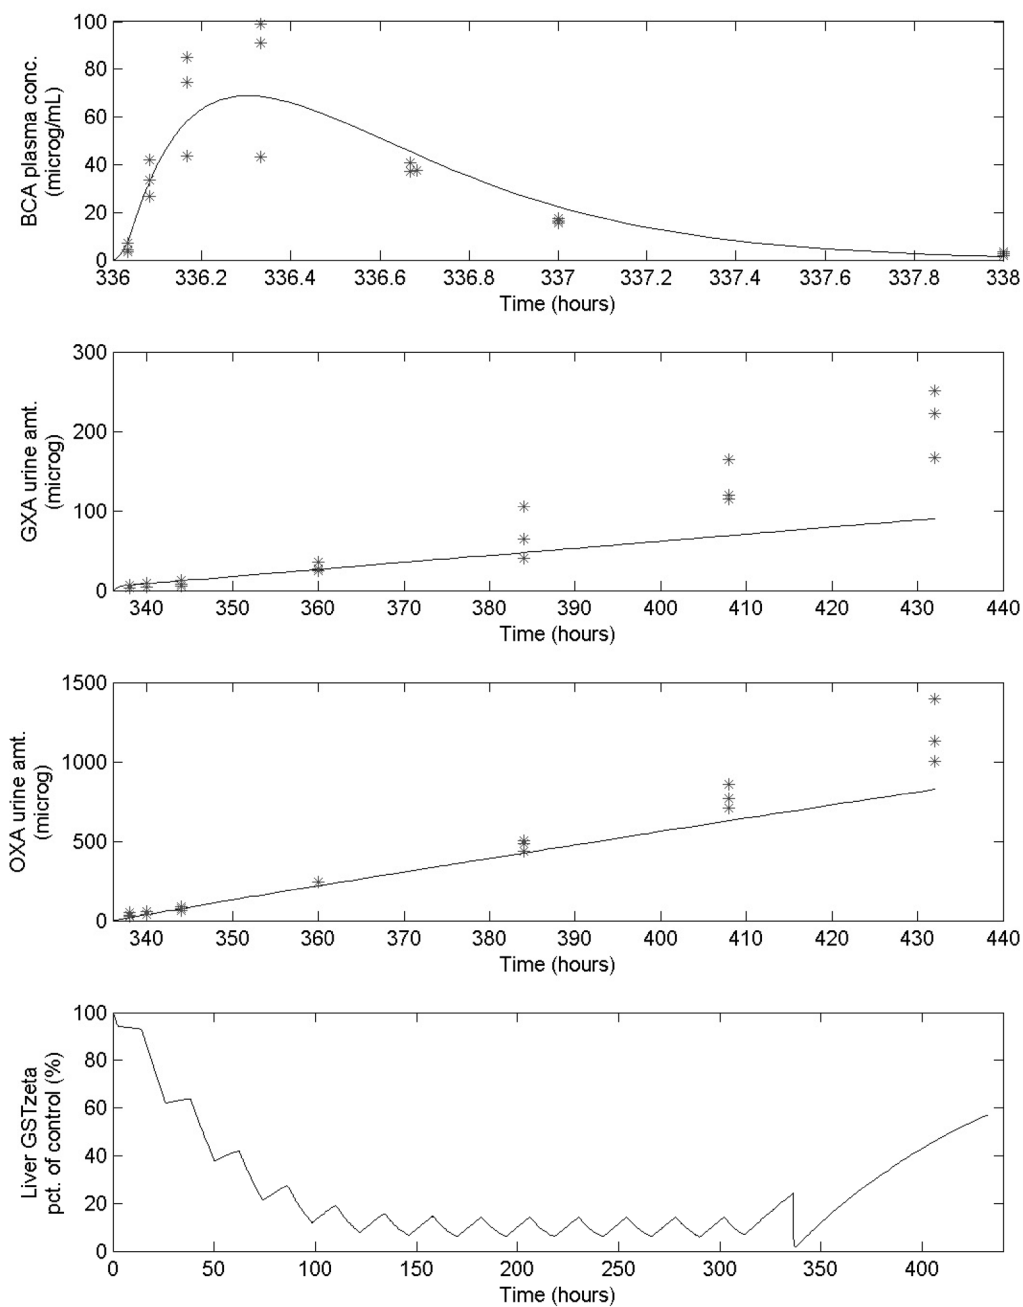 BCA plasma conc.
(microg/mL)
100
80
60
40
20
0
336 336.2 336.4 336.6 336.8 337 337.2 337.4 337.6 337.8 338
Time (hours)
GXA urine amt.
(microg)
300
200
100
0
340 350 360 370 380 390 400 410 420 430 440
Time (hours)
OXA urine amt.
(microg)
1500
1000
500
0
340 350 360 370 380 390 400 410 420 430 440
Time (hours)
Liver GSTzeta
pct. of control (%)
100
80
60
40
20
0
0 50 100 150 200 250 300 350 400
Time (hours)